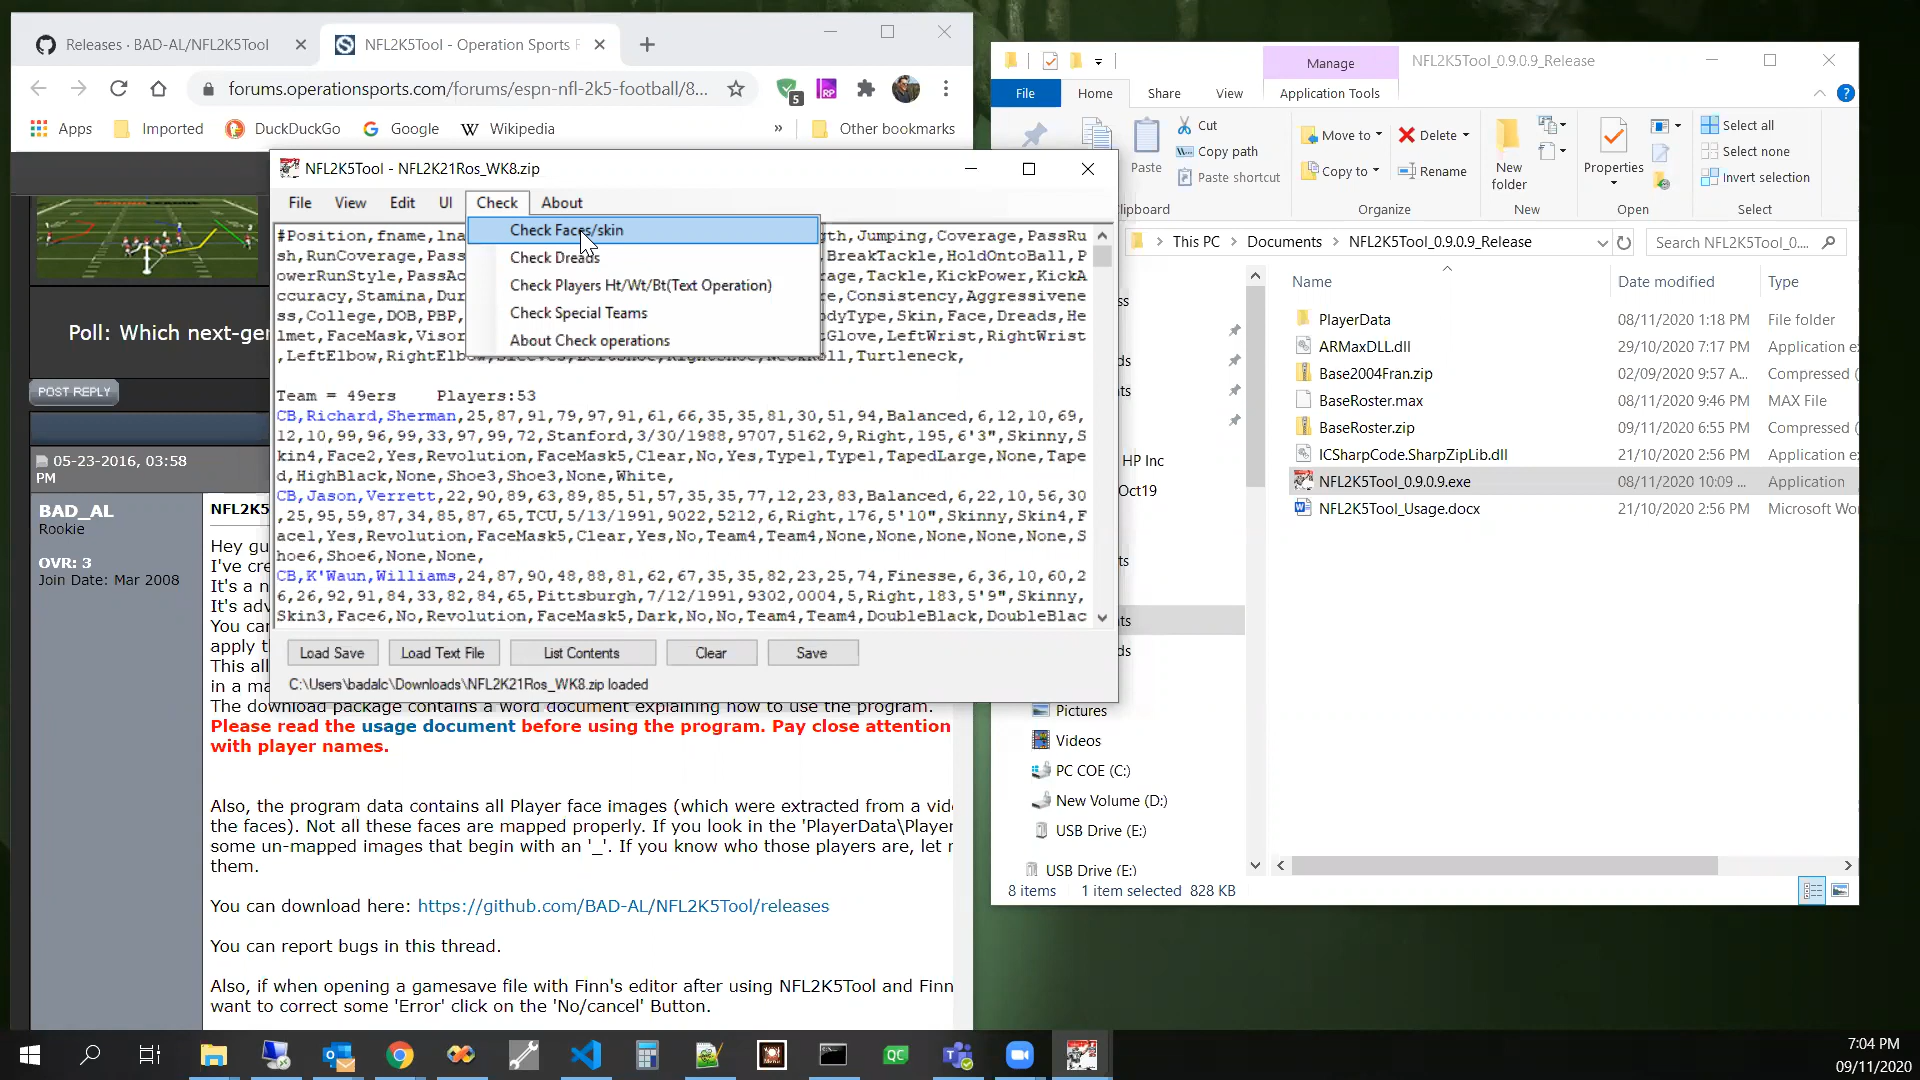 Releases · BAD-AL/NFL2K5Tool
NFL2K5Tool - Operation Sports F
forums.operationsports.com/forums/espn-nfl-2k5-football/8...
5
RP
Apps
Imported
DuckDuckGo
Google
Wikipedia
»
Other bookmarks
Poll: Which next-gen
POST REPLY
05-23-2016, 03:58
PM
BAD_AL
Rookie
OVR: 3
Join Date: Mar 2008
NFL2K5
Hey gu
I've cre
It's a n
It's adv
You can
apply t
This all
in a ma
The download package contains a word document explaining how to use the program.
Please read the usage document before using the program. Pay close attention
with player names.
Also, the program data contains all Player face images (which were extracted from a vid
the faces). Not all these faces are mapped properly. If you look in the 'PlayerData\Player
some un-mapped images that begin with an '_'. If you know who those players are, let r
them.
You can download here: https://github.com/BAD-AL/NFL2K5Tool/releases
You can report bugs in this thread.
Also, if when opening a gamesave file with Finn's editor after using NFL2K5Tool and Finn
want to correct some 'Error' click on the 'No/cancel' Button.
NFL2K5Tool - NFL2K21Ros_WK8.zip
File View Edit UI Check About
Check Faces/skin
Check Dreads
Check Players Ht/Wt/Bt(Text Operation)
Check Special Teams
About Check operations
#Position,fname,lna gth,Jumping,Coverage,PassRu
sh,RunCoverage,Pass BreakTackle,HoldOntoBall,P
owerRunStyle,PassAc rage,Tackle,KickPower,KickA
ccuracy,Stamina,Dur re,Consistency,Aggressivene
ss,College,DOB,PBP, odyType,Skin,Face,Dreads,He
lmet,FaceMask,Visor tGlove,LeftWrist,RightWrist
,LeftElbow,RightElbow,Sleeves,LeftShoe,RightShoe,NeckRoll,Turtleneck,
Team = 49ers Players:53
CB,Richard,Sherman,25,87,91,79,97,91,61,66,35,35,81,30,51,94,Balanced,6,12,10,69,
12,10,99,96,99,33,97,99,72,Stanford,3/30/1988,9707,5162,9,Right,195,6'3",Skinny,S
kin4,Face2,Yes,Revolution,FaceMask5,Clear,No,Yes,Type1,Type1,TapedLarge,None,Tape
d,HighBlack,None,Shoe3,Shoe3,None,White,
CB,Jason,Verrett,22,90,89,63,89,85,51,57,35,35,77,12,23,83,Balanced,6,22,10,56,30
,25,95,59,87,34,85,87,65,TCU,5/13/1991,9022,5212,6,Right,176,5'10",Skinny,Skin4,F
ace1,Yes,Revolution,FaceMask5,Clear,Yes,No,Team4,Team4,None,None,None,None,None,S
hoe6,Shoe6,None,None,
CB,K'Waun,Williams,24,87,90,48,88,81,62,67,35,35,82,23,25,74,Finesse,6,36,10,60,2
6,26,92,91,84,33,82,84,65,Pittsburgh,7/12/1991,9302,0004,5,Right,183,5'9",Skinny,
Skin3,Face6,No,Revolution,FaceMask5,Dark,No,No,Team4,Team4,DoubleBlack,DoubleBlac
Load Save
Load Text File
List Contents
Clear
Save
C:\Users\badalc\Downloads\NFL2K21Ros_WK8.zip loaded
Manage
NFL2K5Tool_0.9.0.9_Release
File
Home
Share
View
Application Tools
Paste
Cut
Copy path
Paste shortcut
lipboard
Move to
Copy to
Delete
Rename
Organize
New
folder
New
Properties
Open
Select all
Select none
Invert selection
Select
This PC > Documents > NFL2K5Tool_0.9.0.9_Release
Search NFL2K5Tool_0....
Name
Date modified
Type
PlayerData 08/11/2020 1:18 PM File folder
ARMaxDLL.dll 29/10/2020 7:17 PM Application e
Base2004Fran.zip 02/09/2020 9:57 A... Compressed (
BaseRoster.max 08/11/2020 9:46 PM MAX File
BaseRoster.zip 09/11/2020 6:55 PM Compressed (
ICSharpCode.SharpZipLib.dll 21/10/2020 2:56 PM Application e
NFL2K5Tool_0.9.0.9.exe 08/11/2020 10:09 ... Application
NFL2K5Tool_Usage.docx 21/10/2020 2:56 PM Microsoft Wo
ss
ds
nts
ts
HP Inc
Oct19
ts
nts
ds
Pictures
Videos
PC COE (C:)
New Volume (D:)
USB Drive (E:)
USB Drive (E:)
8 items
1 item selected 828 KB
QC
7:04 PM
09/11/2020